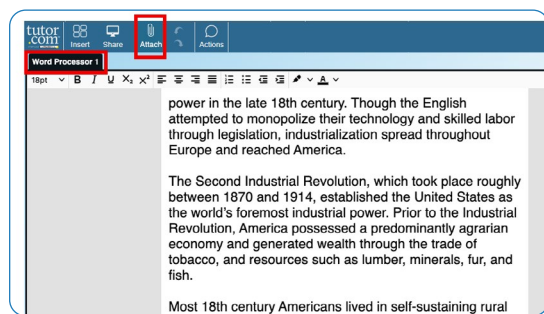 tutor
.com
Insert Share Attach Actions
Word Processor 1
18pt B I U X₂ X² A
power in the late 18th century. Though the English
attempted to monopolize their technology and skilled labor
through legislation, industrialization spread throughout
Europe and reached America.
The Second Industrial Revolution, which took place roughly
between 1870 and 1914, established the United States as
the world's foremost industrial power. Prior to the Industrial
Revolution, America possessed a predominantly agrarian
economy and generated wealth through the trade of
tobacco, and resources such as lumber, minerals, fur, and
fish.
Most 18th century Americans lived in self-sustaining rural